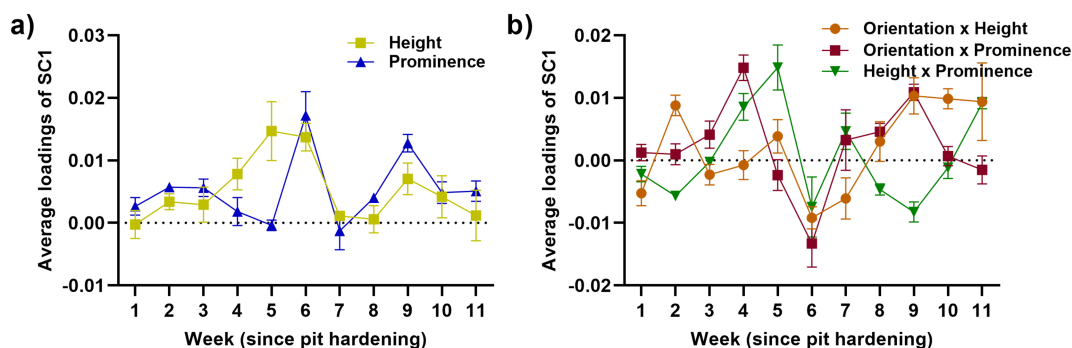 a)
Height
Prominence
Average loadings of SC1
0.03
0.02
0.01
0.00
-0.01
1 2 3 4 5 6 7 8 9 10 11
Week (since pit hardening)
b)
Orientation x Height
Orientation x Prominence
Height x Prominence
Average loadings of SC1
0.02
0.01
0.00
-0.01
-0.02
1 2 3 4 5 6 7 8 9 10 11
Week (since pit hardening)